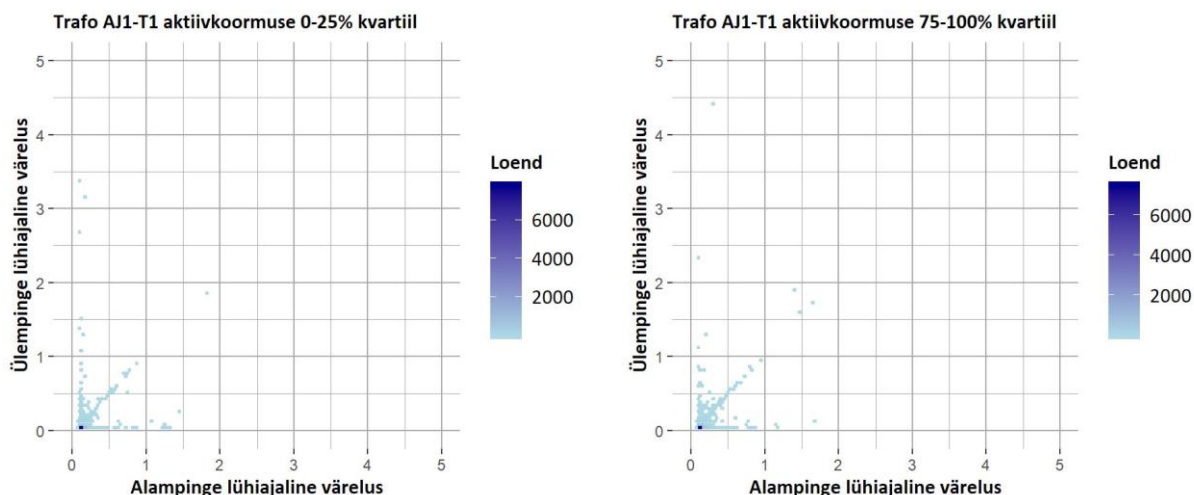 Trafo AJ1-T1 aktiivkoormuse 0-25% kvartiil
5
4
3
2
1
0
Ülempinge lühiajaline värelus
0 1 2 3 4 5
Alampinge lühiajaline värelus
Loend
6000
4000
2000
Trafo AJ1-T1 aktiivkoormuse 75-100% kvartiil
5
4
3
2
1
0
Ülempinge lühiajaline värelus
0 1 2 3 4 5
Alampinge lühiajaline värelus
Loend
6000
4000
2000